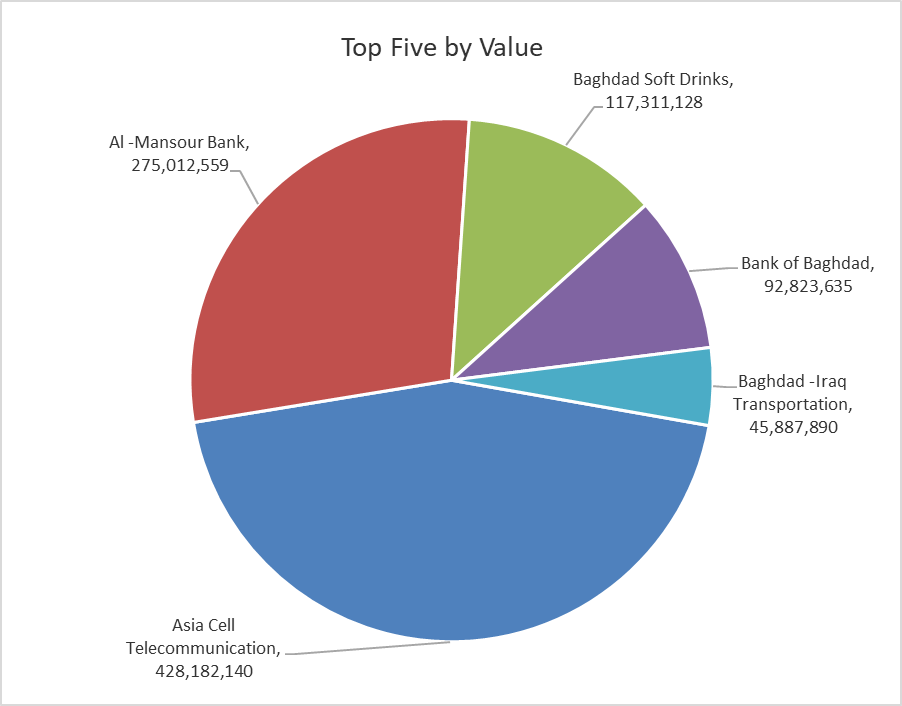 Top Five by Value
Baghdad Soft Drinks,
117,311,128
Al -Mansour Bank,
275,012,559
Bank of Baghdad,
92,823,635
Baghdad -Iraq
Transportation,
45,887,890
Asia Cell
Telecommunication,
428,182,140